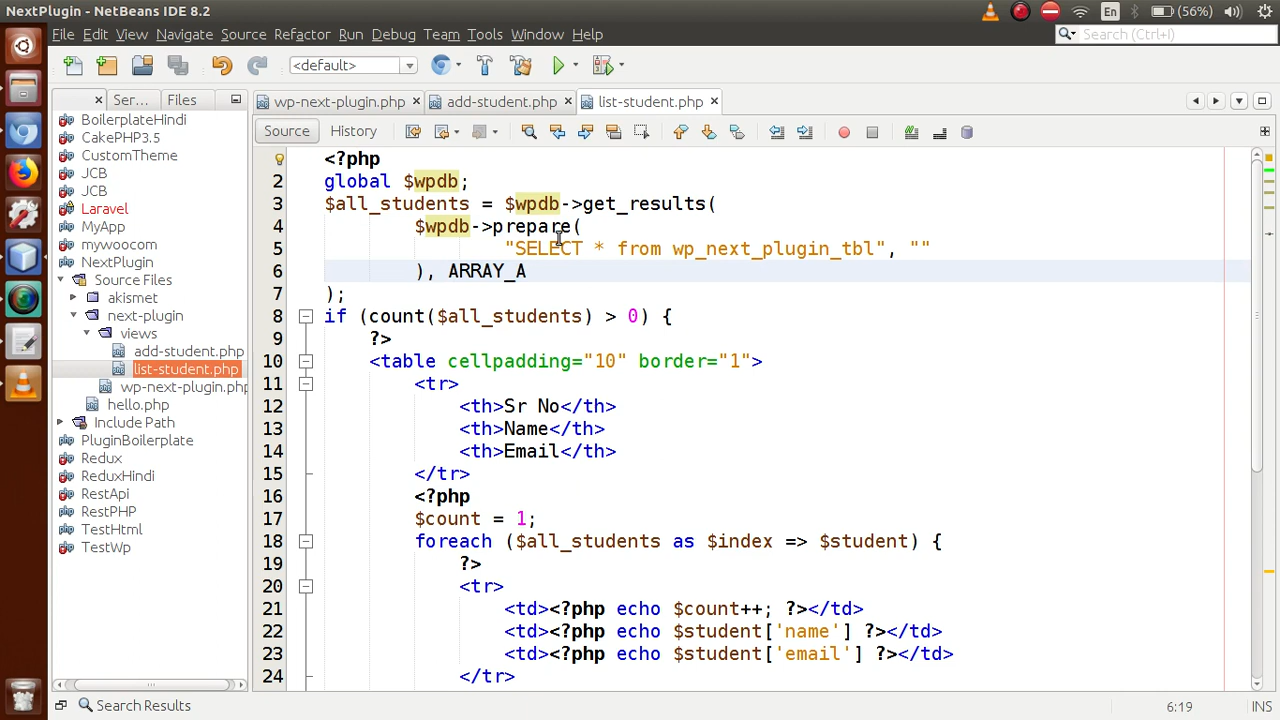 NextPlugin - NetBeans IDE 8.2
En
(56%)
File Edit View Navigate Source Refactor Run Debug Team Tools Window Help
Search (Ctrl+I)
<default>
Ser... Files
wp-next-plugin.php
add-student.php
list-student.php
Source History
BoilerplateHindi
CakePHP3.5
CustomTheme
JCB
JCB
Laravel
MyApp
mywoocom
NextPlugin
Source Files
akismet
next-plugin
views
add-student.php
list-student.php
wp-next-plugin.php
hello.php
Include Path
PluginBoilerplate
Redux
ReduxHindi
RestApi
RestPHP
TestHtml
TestWp
<?php
2 global $wpdb;
3 $all_students = $wpdb->get_results(
4 $wpdb->prepare(
5 "SELECT * from wp_next_plugin_tbl", ""
6 ), ARRAY_A
7 );
8 if (count($all_students) > 0) {
9 ?>
10 <table cellpadding="10" border="1">
11 <tr>
12 <th>Sr No</th>
13 <th>Name</th>
14 <th>Email</th>
15 </tr>
16 <?php
17 $count = 1;
18 foreach ($all_students as $index => $student) {
19 ?>
20 <tr>
21 <td><?php echo $count++; ?></td>
22 <td><?php echo $student['name'] ?></td>
23 <td><?php echo $student['email'] ?></td>
24 </tr>
Search Results
6:19
INS